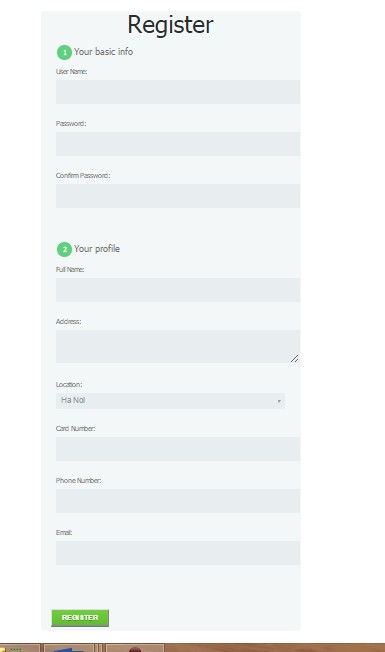 Register
1 Your basic info
User Name:
Password:
Confirm Password:
2 Your profile
Full Name:
Address:
Location:
Ha Noi
Card Number:
Phone Number:
Email:
REGISTER